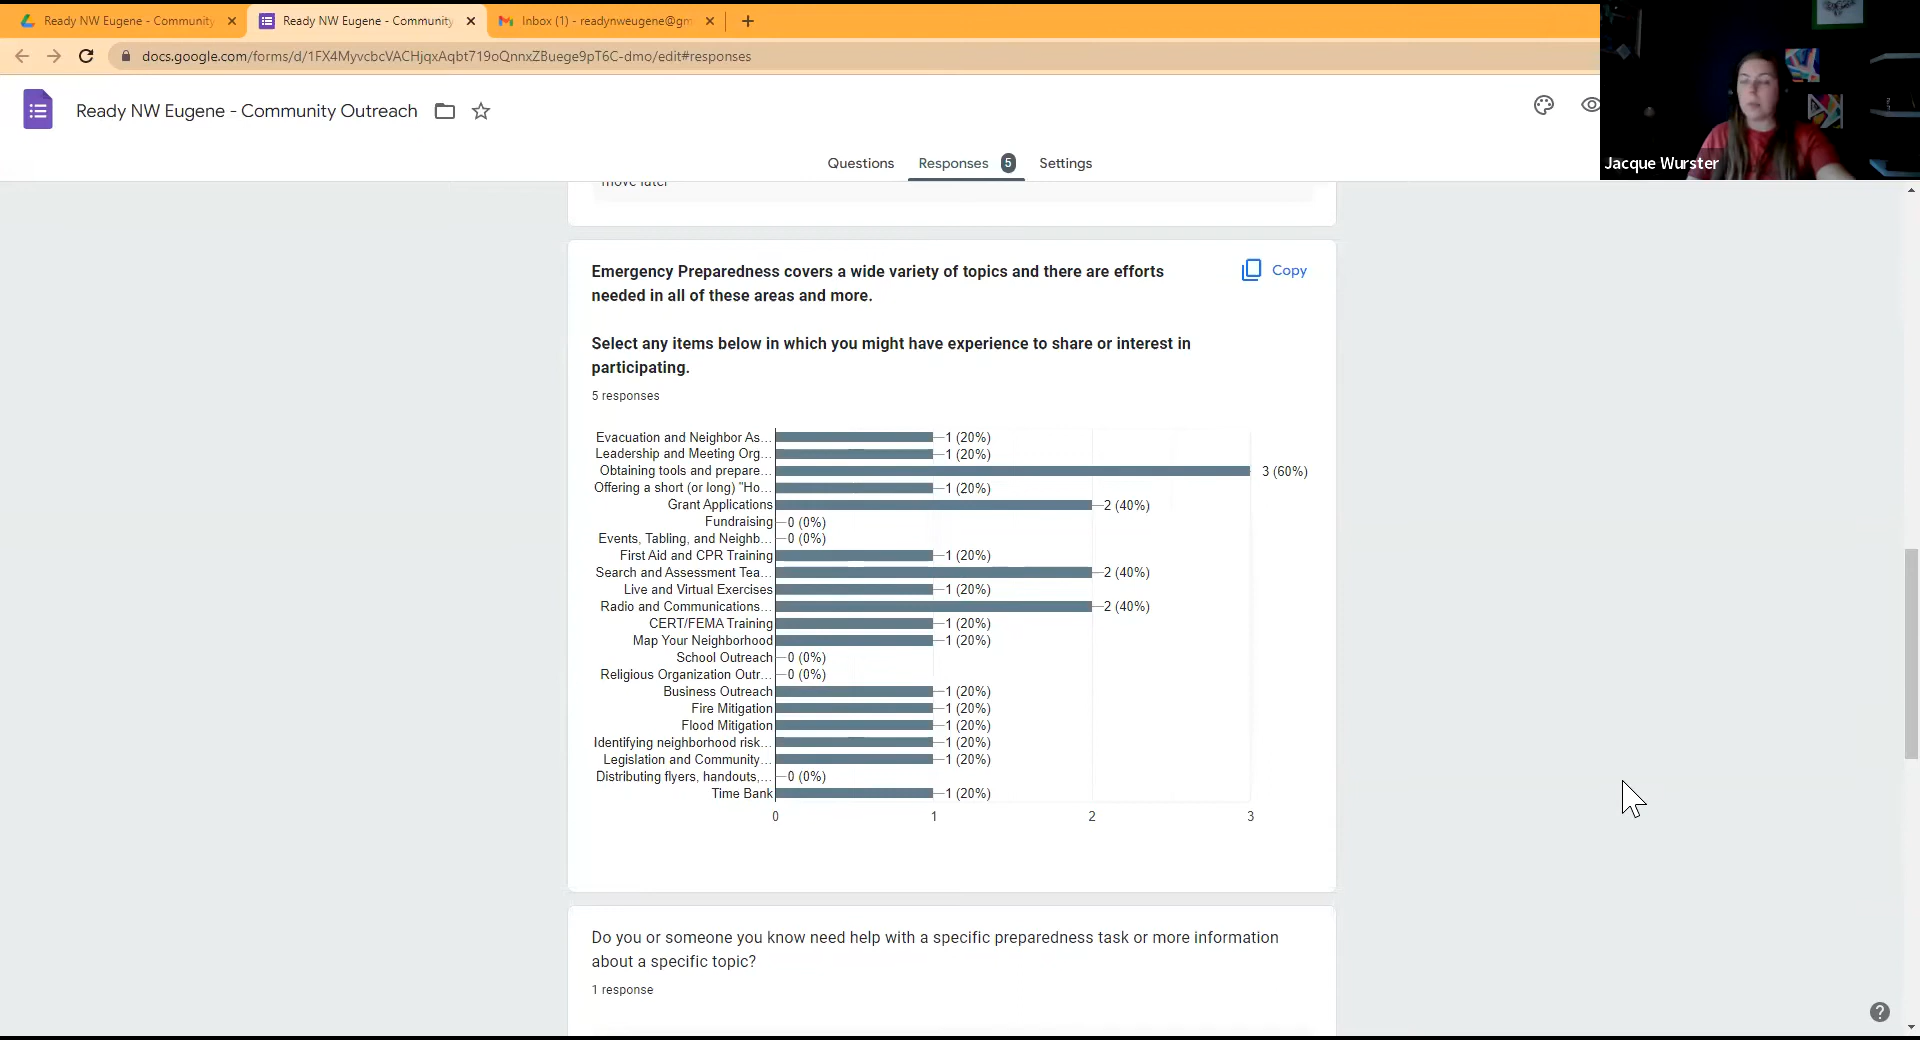 Ready NW Eugene - Community
Ready NW Eugene - Community
Inbox (1) - readynweugene@gm
docs.google.com/forms/d/1FX4MyvcbcVACHjqxAqbt719oQnnxZBuege9pT6C-dmo/edit#responses
Ready NW Eugene - Community Outreach
Jacque Wurster
Questions Responses 5 Settings
move later
Emergency Preparedness covers a wide variety of topics and there are efforts
needed in all of these areas and more.
Copy
Select any items below in which you might have experience to share or interest in
participating.
5 responses
Evacuation and Neighbor As... 1 (20%)
Leadership and Meeting Org... 1 (20%)
Obtaining tools and prepare... 3 (60%)
Offering a short (or long) "Ho... 1 (20%)
Grant Applications 2 (40%)
Fundraising 0 (0%)
Events, Tabling, and Neighb... 0 (0%)
First Aid and CPR Training 1 (20%)
Search and Assessment Tea... 2 (40%)
Live and Virtual Exercises 1 (20%)
Radio and Communications... 2 (40%)
CERT/FEMA Training 1 (20%)
Map Your Neighborhood 1 (20%)
School Outreach 0 (0%)
Religious Organization Outr... 0 (0%)
Business Outreach 1 (20%)
Fire Mitigation 1 (20%)
Flood Mitigation 1 (20%)
Identifying neighborhood risk... 1 (20%)
Legislation and Community... 1 (20%)
Distributing flyers, handouts,... 0 (0%)
Time Bank 1 (20%)
0 1 2 3
Do you or someone you know need help with a specific preparedness task or more information
about a specific topic?
1 response